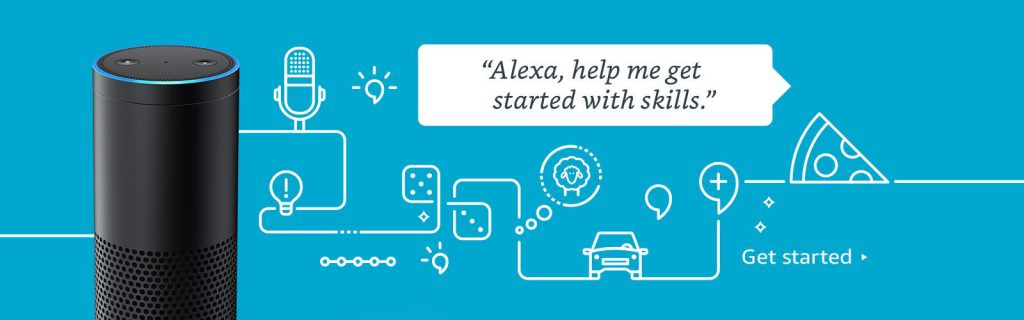 “Alexa, help me get
started with skills.”
Get started